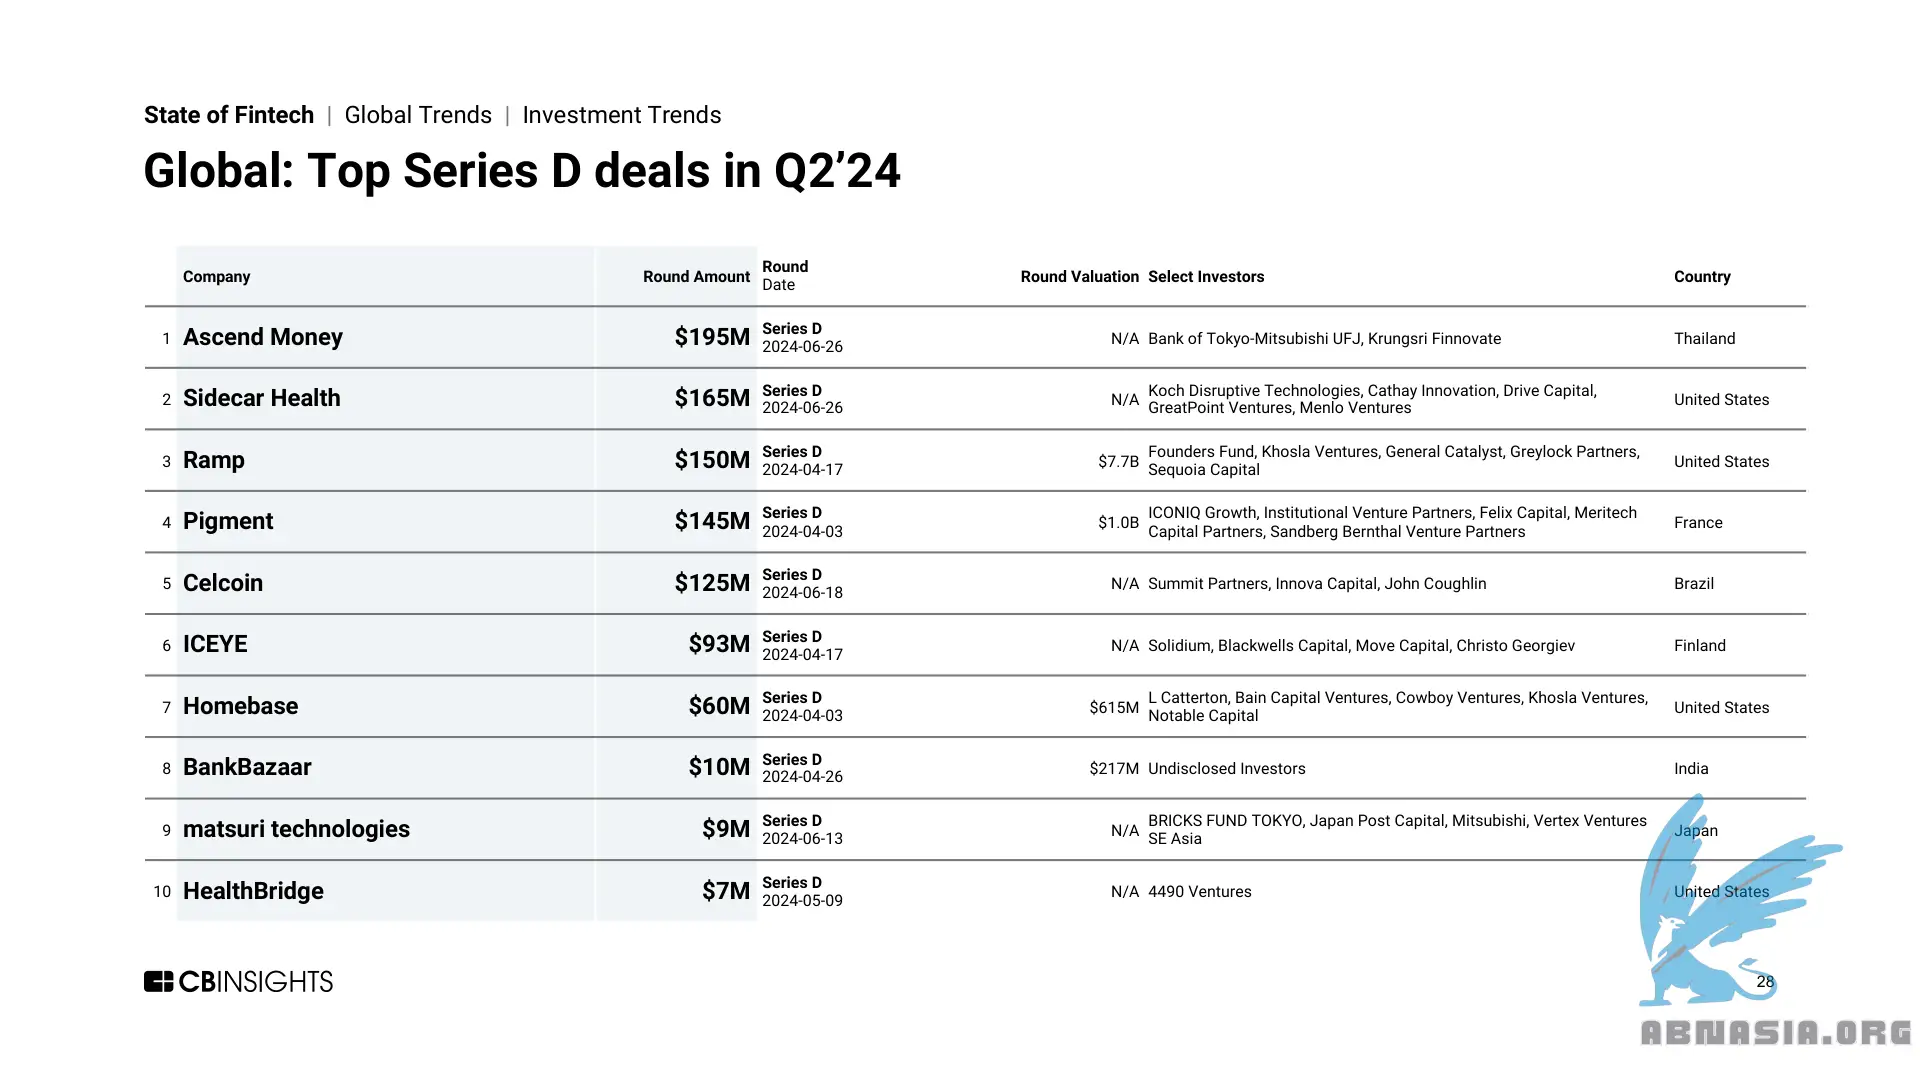 State of Fintech | Global Trends | Investment Trends
Global: Top Series D deals in Q2’24
Company Round Amount Round Date Round Valuation Select Investors Country
1 Ascend Money $195M Series D 2024-06-26 N/A Bank of Tokyo-Mitsubishi UFJ, Krungsri Finnovate Thailand
2 Sidecar Health $165M Series D 2024-06-26 N/A Koch Disruptive Technologies, Cathay Innovation, Drive Capital, GreatPoint Ventures, Menlo Ventures United States
3 Ramp $150M Series D 2024-04-17 $7.7B Founders Fund, Khosla Ventures, General Catalyst, Greylock Partners, Sequoia Capital United States
4 Pigment $145M Series D 2024-04-03 $1.0B ICONIQ Growth, Institutional Venture Partners, Felix Capital, Meritech Capital Partners, Sandberg Bernthal Venture Partners France
5 Celcoin $125M Series D 2024-06-18 N/A Summit Partners, Innova Capital, John Coughlin Brazil
6 ICEYE $93M Series D 2024-04-17 N/A Solidium, Blackwells Capital, Move Capital, Christo Georgiev Finland
7 Homebase $60M Series D 2024-04-03 $615M L Catterton, Bain Capital Ventures, Cowboy Ventures, Khosla Ventures, Notable Capital United States
8 BankBazaar $10M Series D 2024-04-26 $217M Undisclosed Investors India
9 matsuri technologies $9M Series D 2024-06-13 N/A BRICKS FUND TOKYO, Japan Post Capital, Mitsubishi, Vertex Ventures SE Asia Japan
10 HealthBridge $7M Series D 2024-05-09 N/A 4490 Ventures United States
CBINSIGHTS
28
ABNASIA.ORG